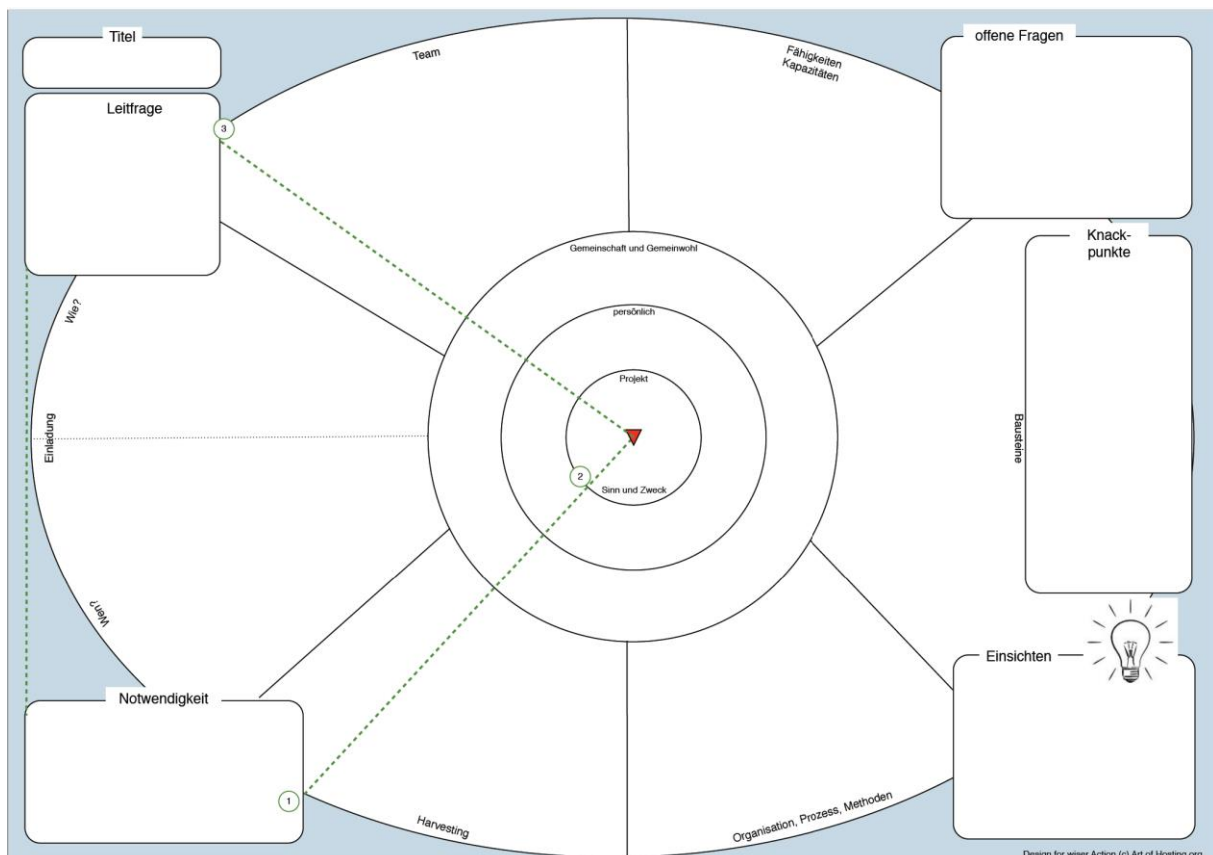 Titel
Leitfrage
3
Team
Fähigkeiten
Kapazitäten
offene Fragen
Knack-
punkte
Gemeinschaft und Gemeinwohl
persönlich
Projekt
2
Sinn und Zweck
Wie?
Einladung
Wen?
Bausteine
Notwendigkeit
1
Einsichten
Harvesting
Organisation, Prozess, Methoden
Design for wiser Action (c) Art of Hosting.org